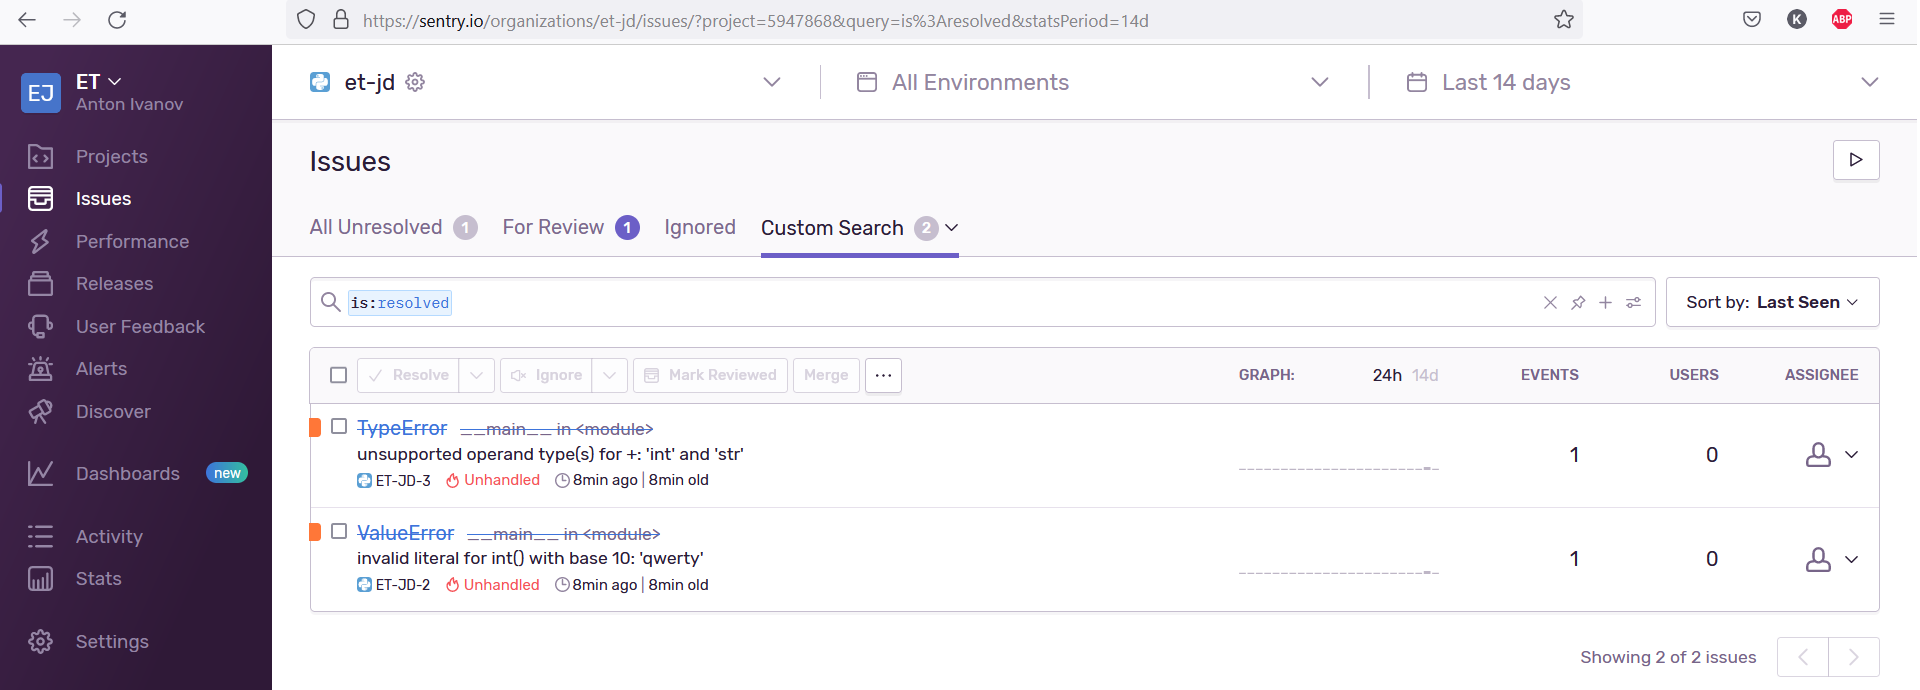 https://sentry.io/organizations/et-jd/issues/?project=5947868&query=is%3Aresolved&statsPeriod=14d
K
ABP
EJ
ET
Anton Ivanov
Projects
Issues
Performance
Releases
User Feedback
Alerts
Discover
Dashboards new
Activity
Stats
Settings
et-jd
All Environments
Last 14 days
Issues
All Unresolved 1
For Review 1
Ignored
Custom Search 2
is:resolved
Sort by: Last Seen
Resolve
Ignore
Mark Reviewed
Merge
...
GRAPH: 24h 14d
EVENTS
USERS
ASSIGNEE
TypeError __main__ in <module>
unsupported operand type(s) for +: 'int' and 'str'
ET-JD-3 Unhandled 8min ago | 8min old
1
0
ValueError __main__ in <module>
invalid literal for int() with base 10: 'qwerty'
ET-JD-2 Unhandled 8min ago | 8min old
1
0
Showing 2 of 2 issues